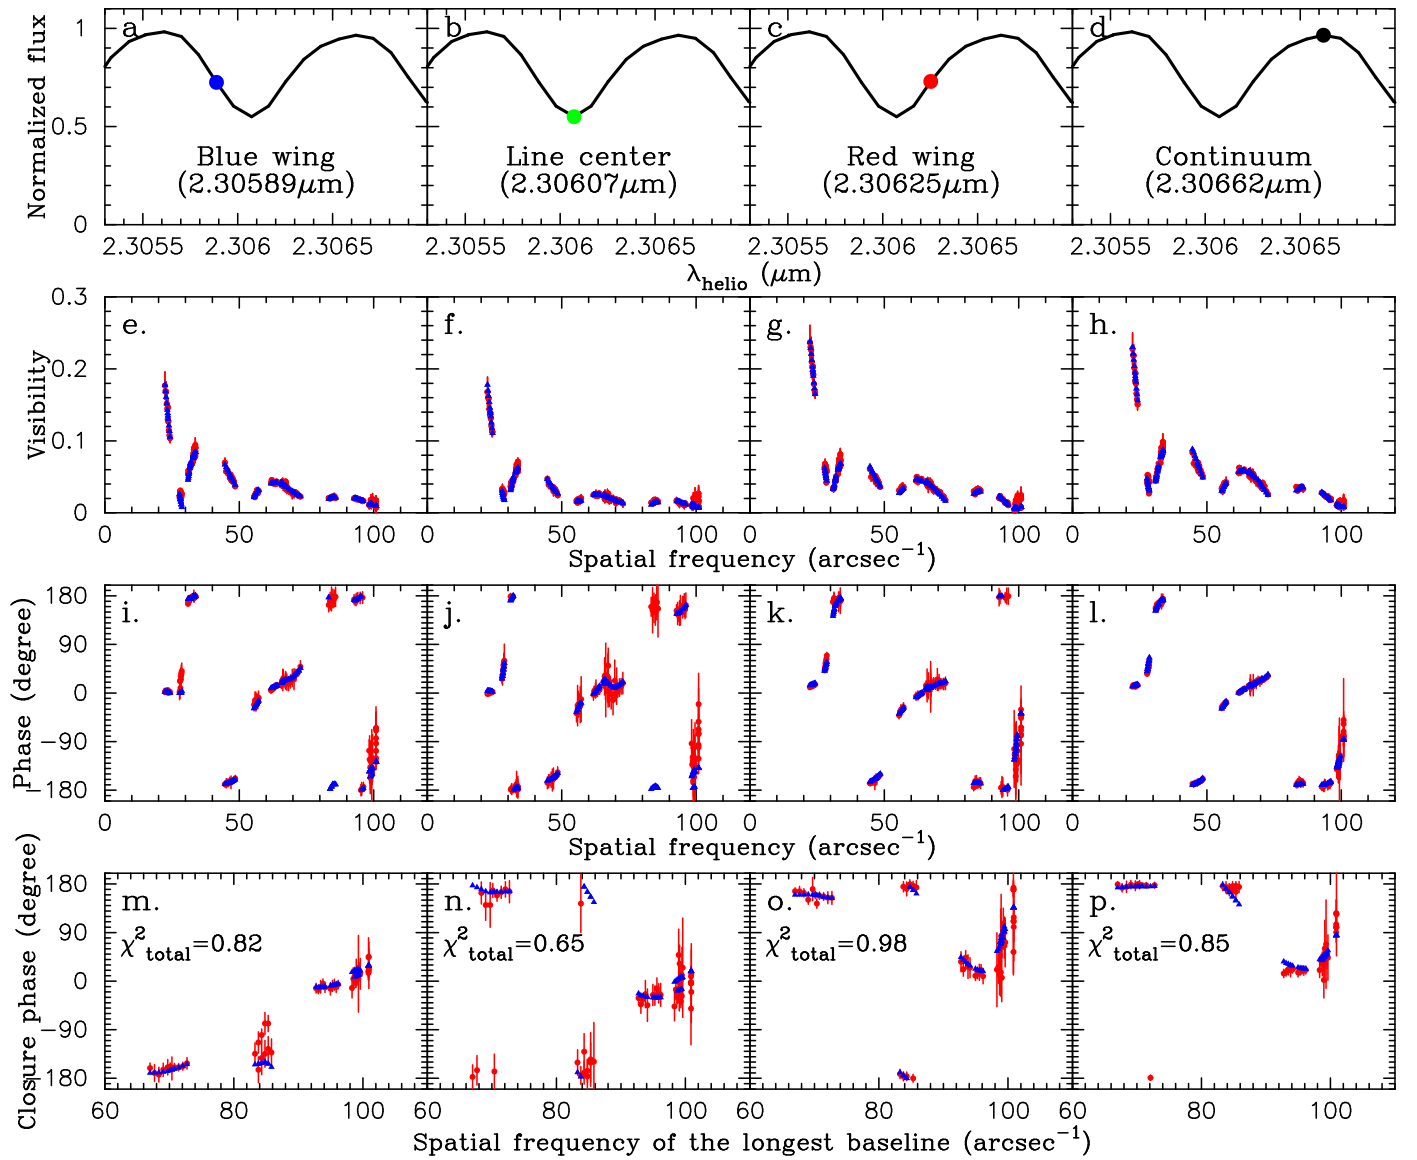 a
b
c
d
Normalized flux
1
0.5
0
Blue wing
(2.30589μm)
Line center
(2.30607μm)
Red wing
(2.30625μm)
Continuum
(2.30662μm)
2.3055 2.306 2.3065 2.3055 2.306 2.3065 2.3055 2.306 2.3065 2.3055 2.306 2.3065
λhelio (μm)
Visibility
0.3
0.2
0.1
0
e.
f.
g.
h.
0 50 100 0 50 100 0 50 100 0 50 100
Spatial frequency (arcsec⁻¹)
Phase (degree)
180
90
0
−90
−180
i.
j.
k.
l.
0 50 100 0 50 100 0 50 100 0 50 100
Spatial frequency (arcsec⁻¹)
Closure phase (degree)
180
90
0
−90
−180
m.
n.
o.
p.
χ²total=0.82
χ²total=0.65
χ²total=0.98
χ²total=0.85
60 80 100 60 80 100 60 80 100 60 80 100
Spatial frequency of the longest baseline (arcsec⁻¹)